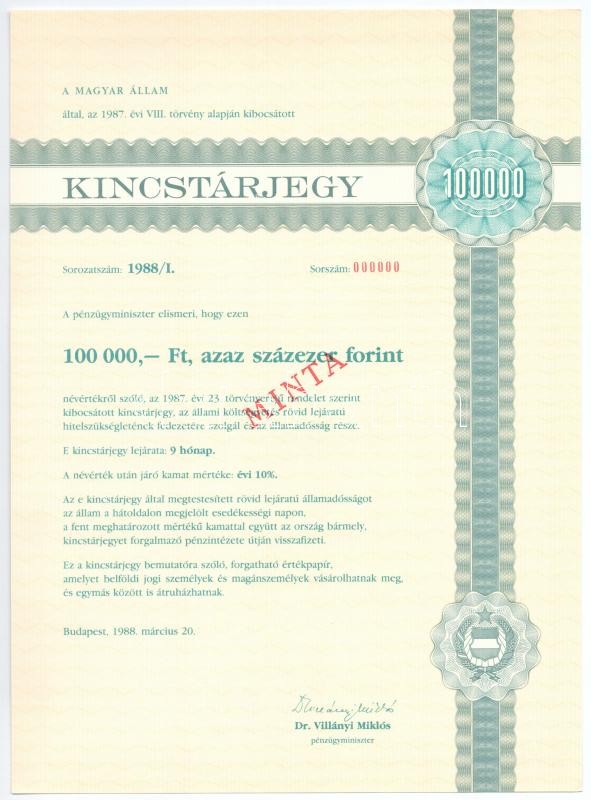 A MAGYAR ÁLLAM
által, az 1987. évi VIII. törvény alapján kibocsátott
KINCSTÁRJEGY
100000
Sorozatszám: 1988/I.
Sorszám: 000000
A pénzügyminiszter elismeri, hogy ezen
100 000,— Ft, azaz százezer forint
MINTA
névértékről szóló, az 1987. évi 23. törvényerejű rendelet szerint
kibocsátott kincstárjegy, az állami költségvetés rövid lejáratú
hitelszükségletének fedezetére szolgál és az államadósság része.
E kincstárjegy lejárata: 9 hónap.
A névérték után járó kamat mértéke: évi 10%.
Az e kincstárjegy által megtestesített rövid lejáratú államadósságot
az állam a hátoldalon megjelölt esedékességi napon,
a fent meghatározott mértékű kamattal együtt az ország bármely,
kincstárjegyet forgalmazó pénzintézete útján visszafizeti.
Ez a kincstárjegy bemutatóra szóló, forgatható értékpapír,
amelyet belföldi jogi személyek és magánszemélyek vásárolhatnak meg,
és egymás között is átruházhatnak.
Budapest, 1988. március 20.
Dr. Villányi Miklós
pénzügyminiszter